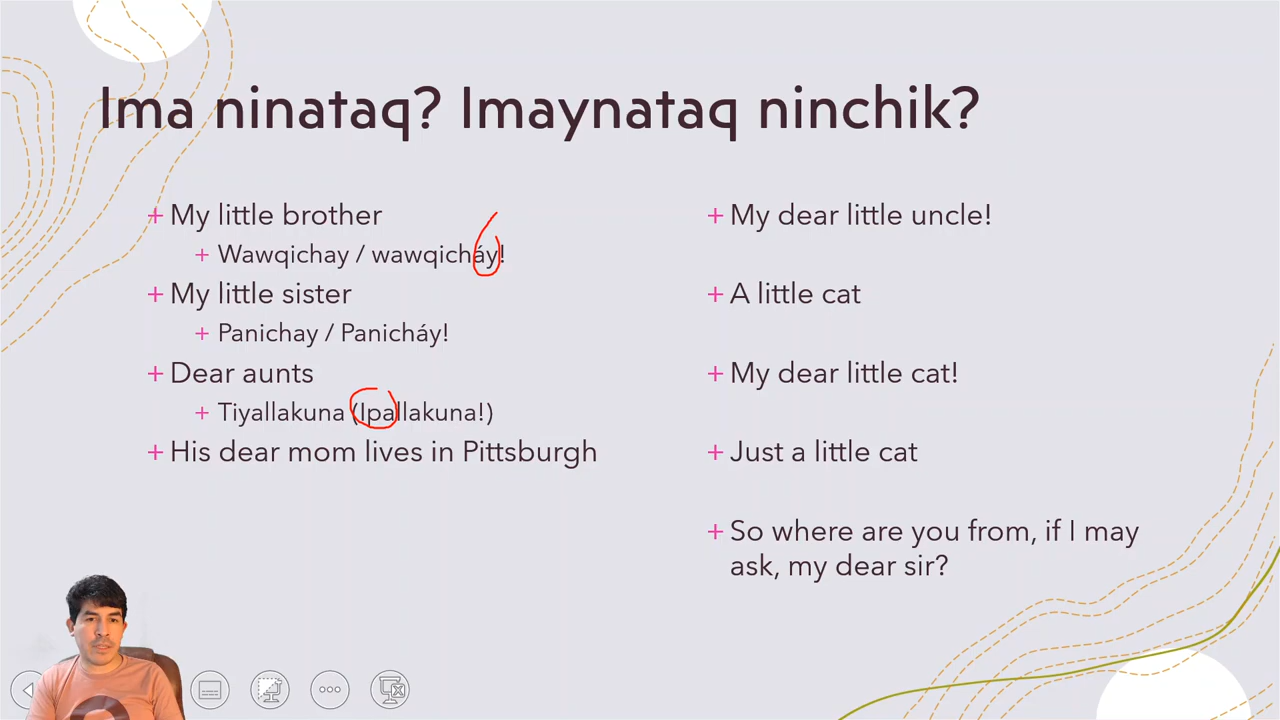 Ima ninataq? Imaynataq ninchik?
+ My little brother
+ Wawqichay / wawqicháy!
+ My little sister
+ Panichay / Panicháy!
+ Dear aunts
+ Tiyallakuna (Ipallakuna!)
+ His dear mom lives in Pittsburgh
+ My dear little uncle!
+ A little cat
+ My dear little cat!
+ Just a little cat
+ So where are you from, if I may
ask, my dear sir?